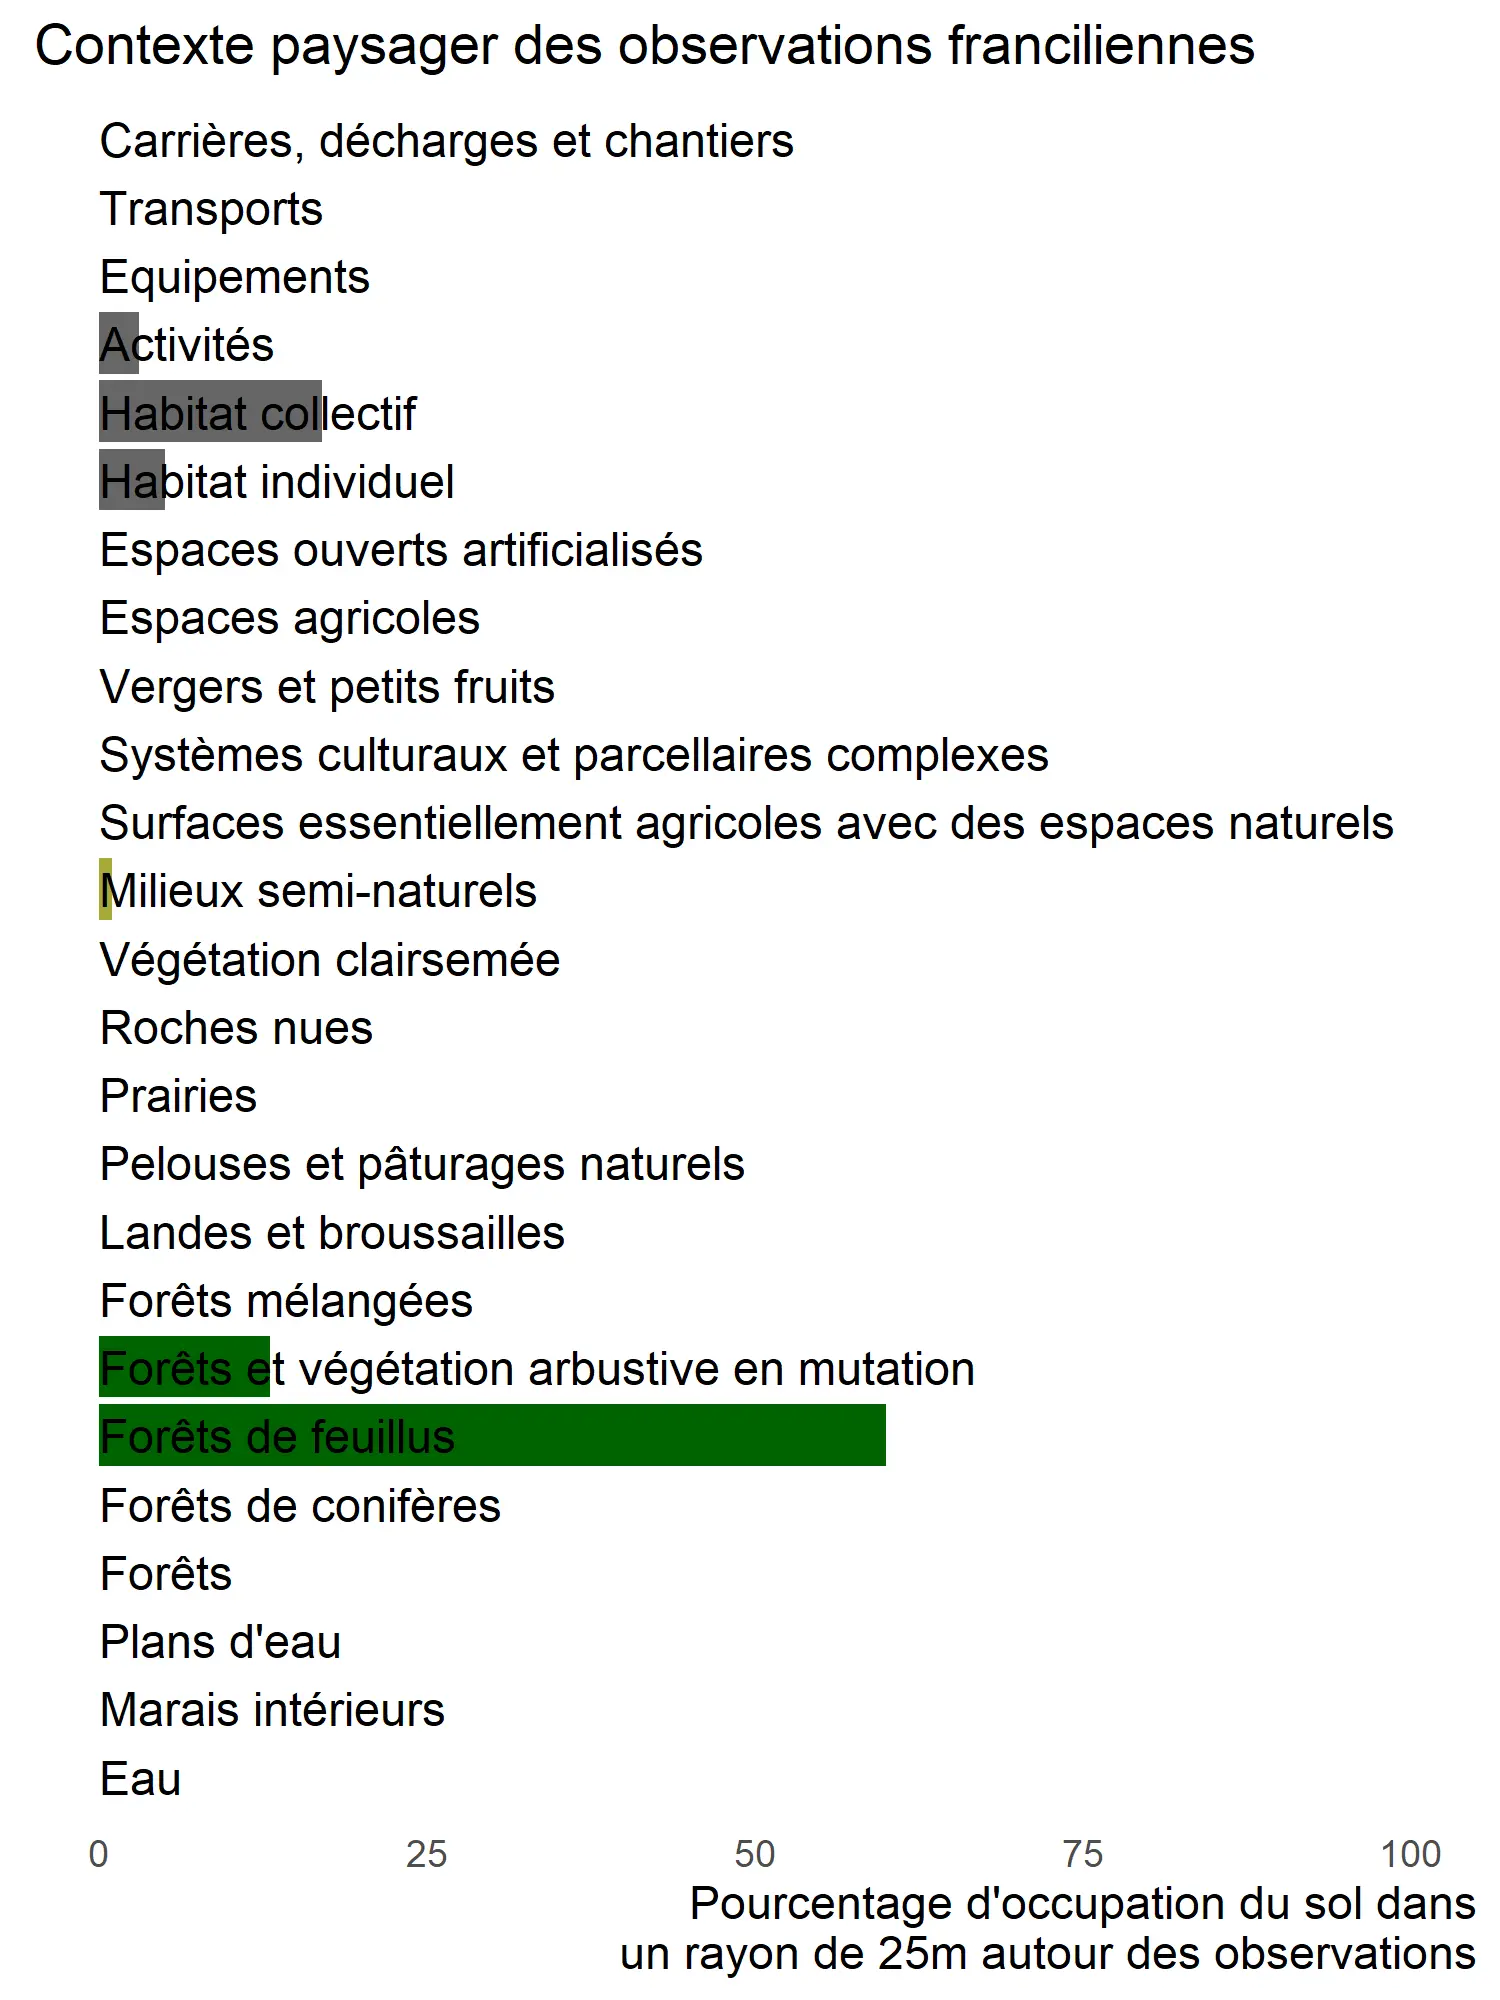 Contexte paysager des observations franciliennes
Carrières, décharges et chantiers
Transports
Equipements
Activités
Habitat collectif
Habitat individuel
Espaces ouverts artificialisés
Espaces agricoles
Vergers et petits fruits
Systèmes culturaux et parcellaires complexes
Surfaces essentiellement agricoles avec des espaces naturels
Milieux semi-naturels
Végétation clairsemée
Roches nues
Prairies
Pelouses et pâturages naturels
Landes et broussailles
Forêts mélangées
Forêts et végétation arbustive en mutation
Forêts de feuillus
Forêts de conifères
Forêts
Plans d'eau
Marais intérieurs
Eau
0 25 50 75 100
Pourcentage d'occupation du sol dans
un rayon de 25m autour des observations